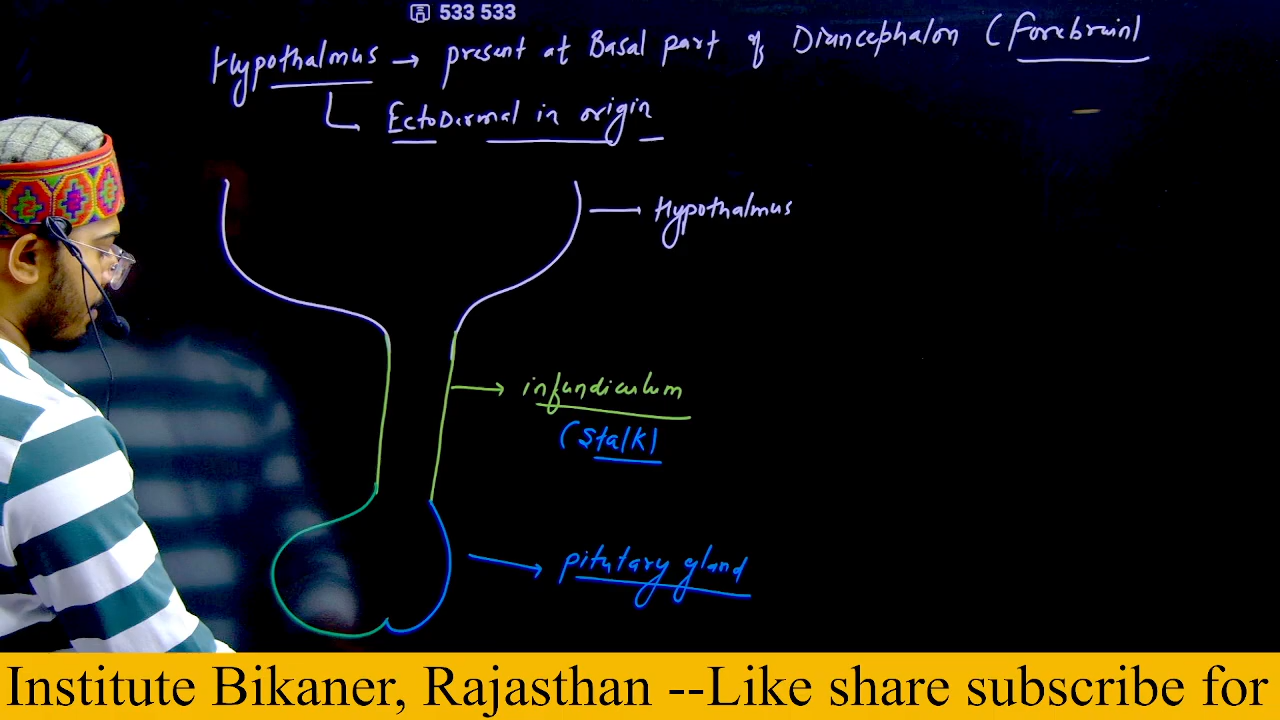 533 533
Hypothalmus → present at Basal part of Diancephalon (Forebrain)
EctoDermal in origin
Hypothalmus
infundiculum
(Stalk)
pitutary gland
Institute Bikaner, Rajasthan --Like share subscribe for